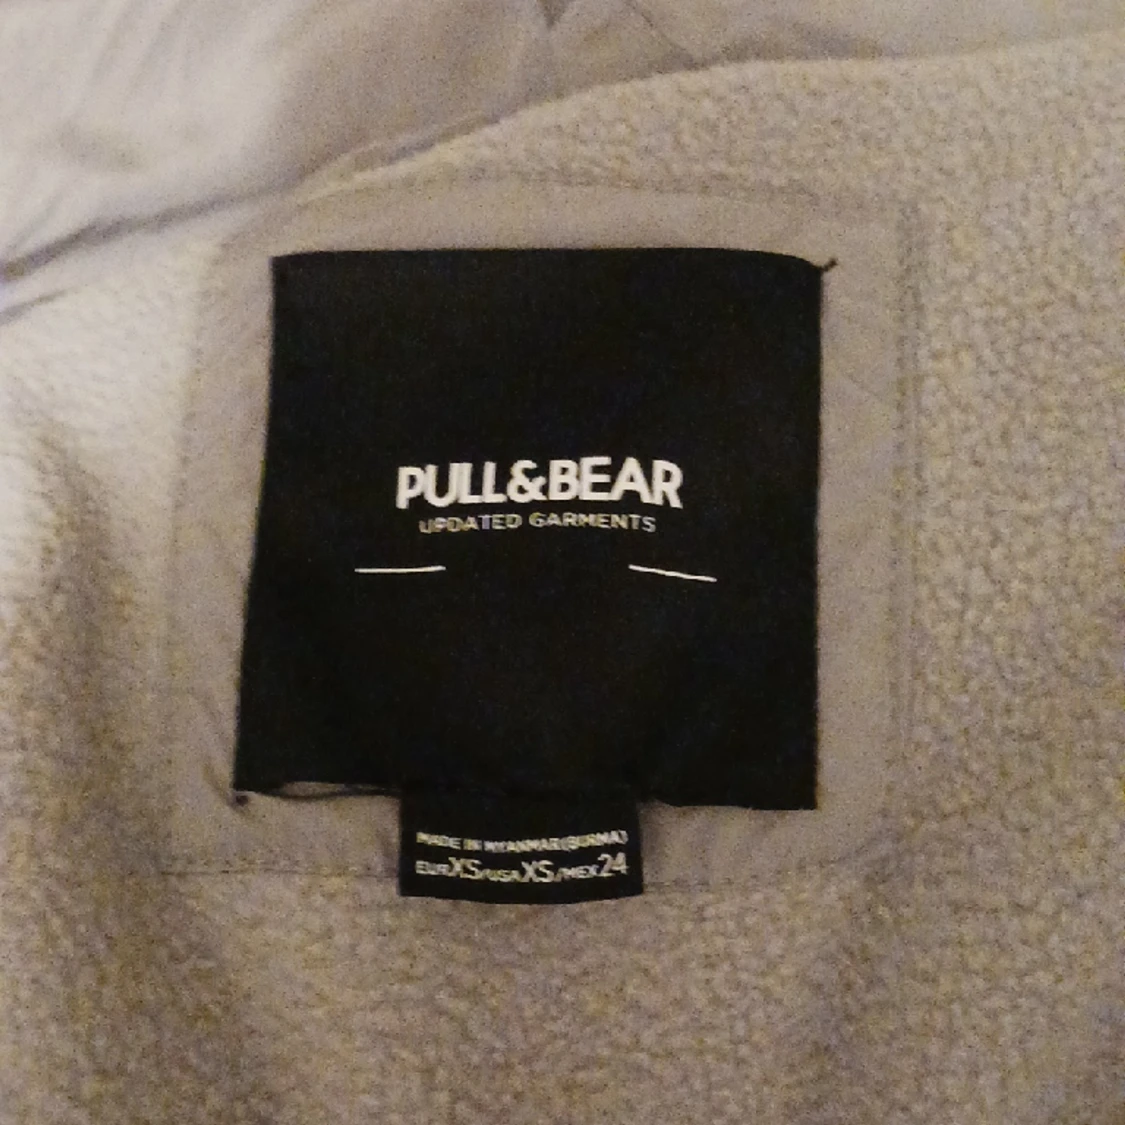 PULL&BEAR
UPDATED GARMENTS
MADE IN MYANMAR(BURMA)
EURXS/USAXS/MEX24